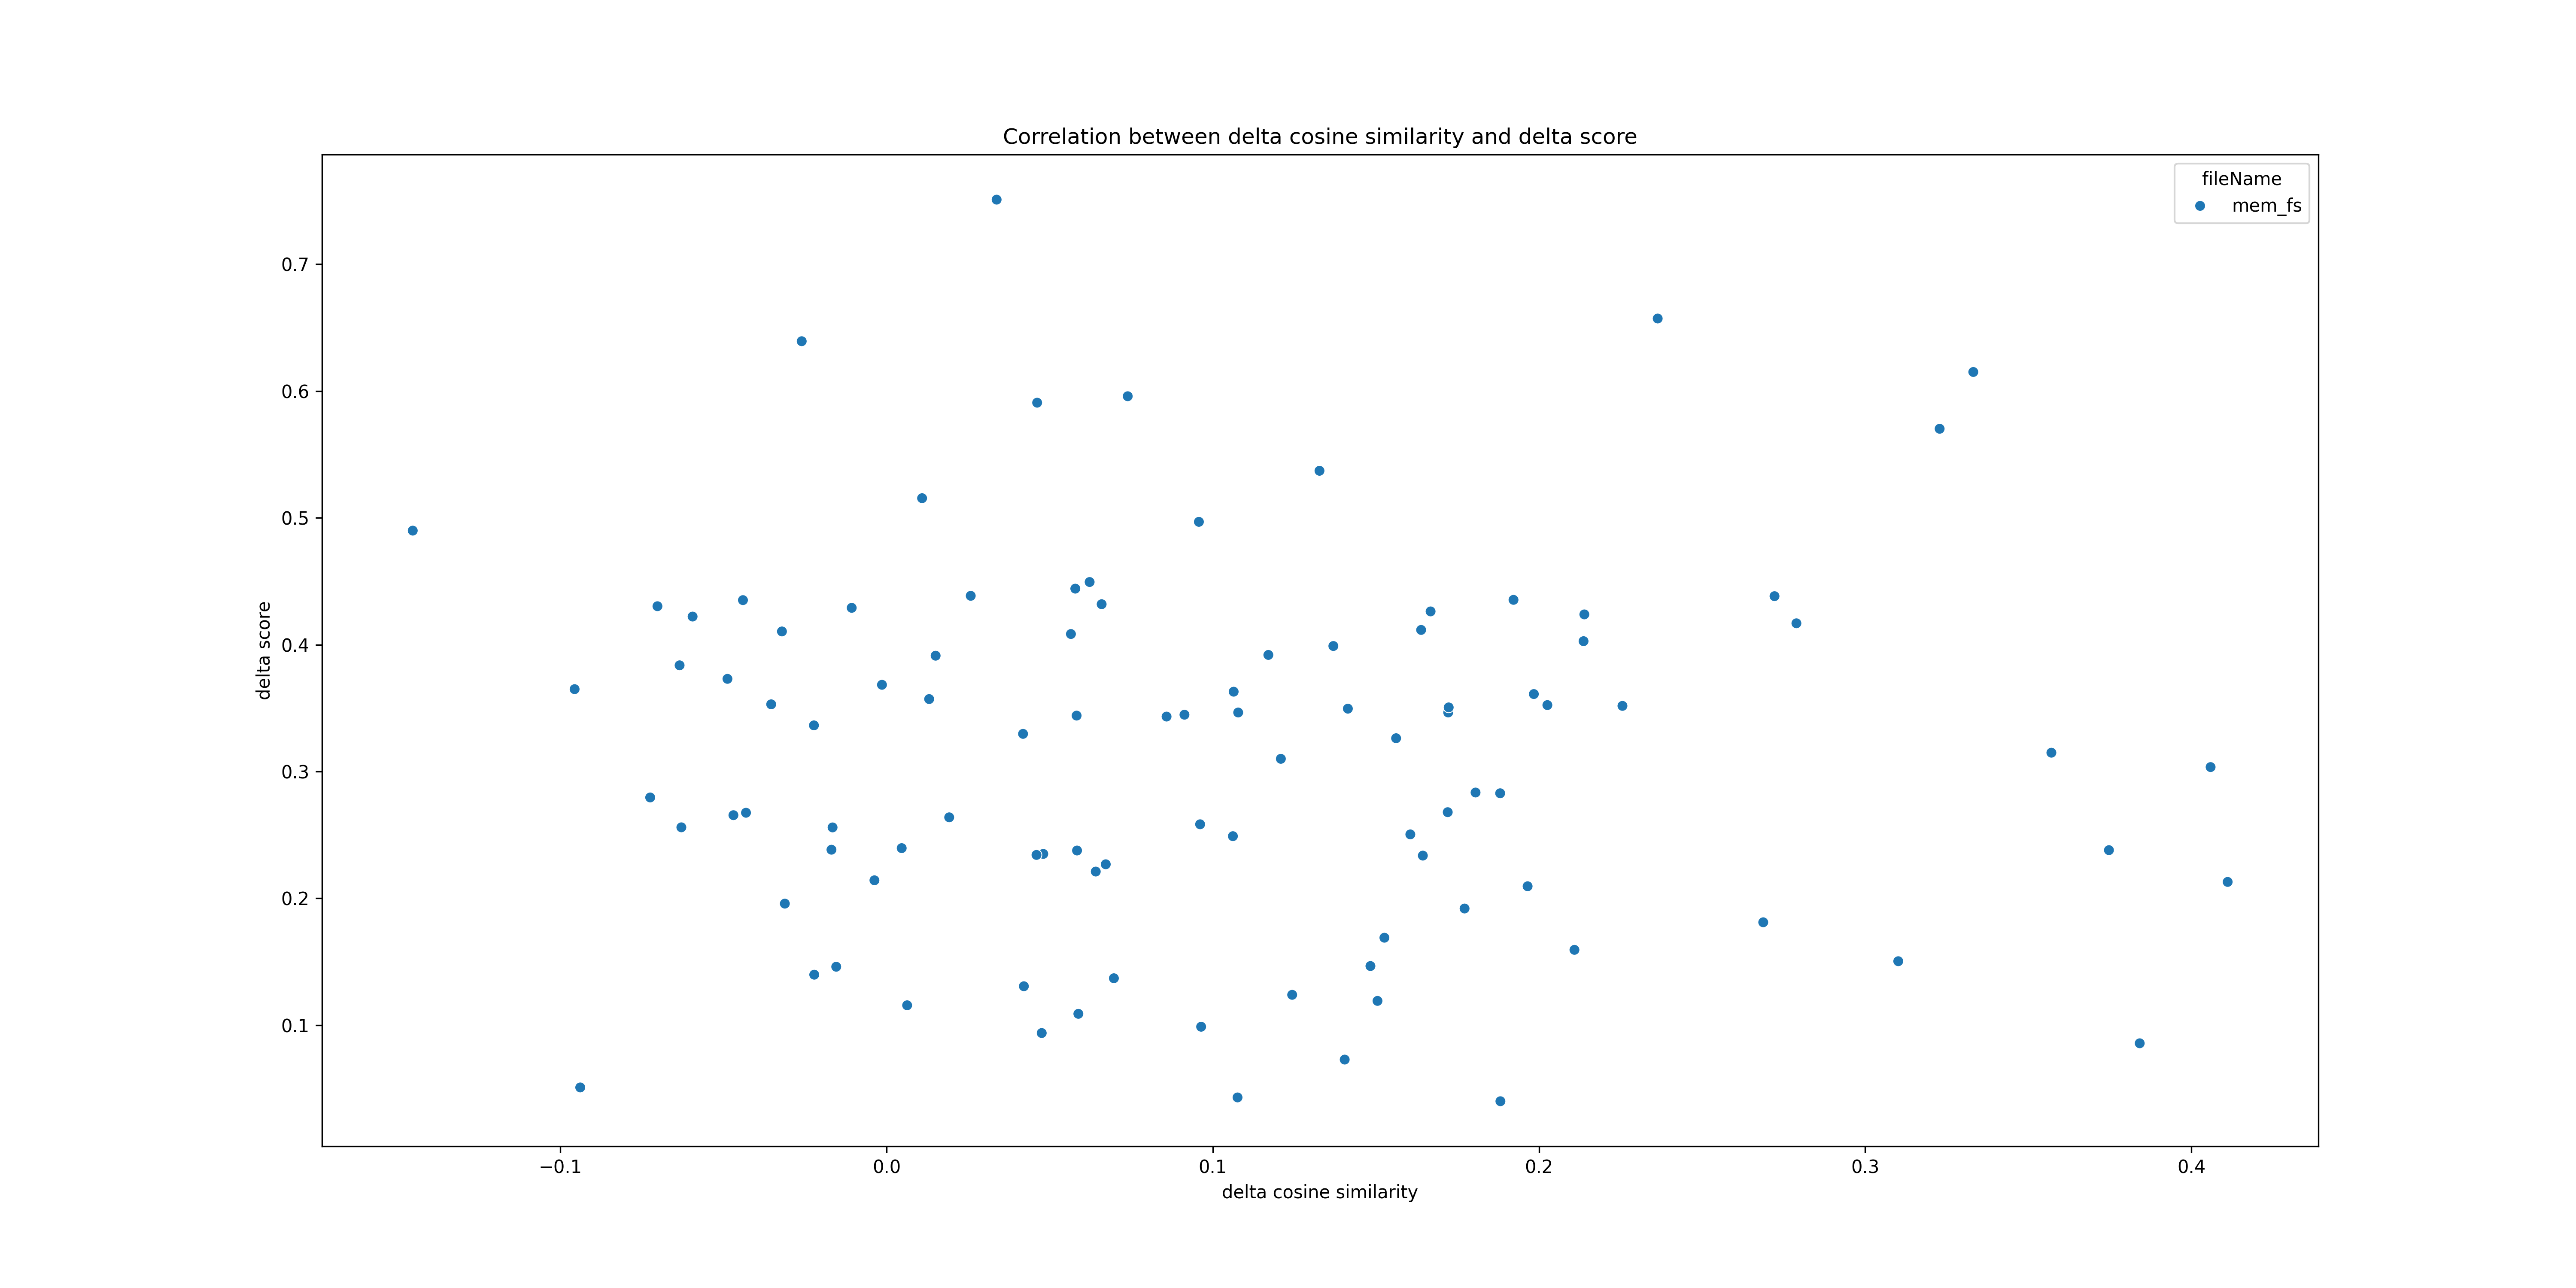 Correlation between delta cosine similarity and delta score
fileName
mem_fs
0.7
0.6
0.5
0.4
0.3
0.2
0.1
delta score
−0.1 0.0 0.1 0.2 0.3 0.4
delta cosine similarity